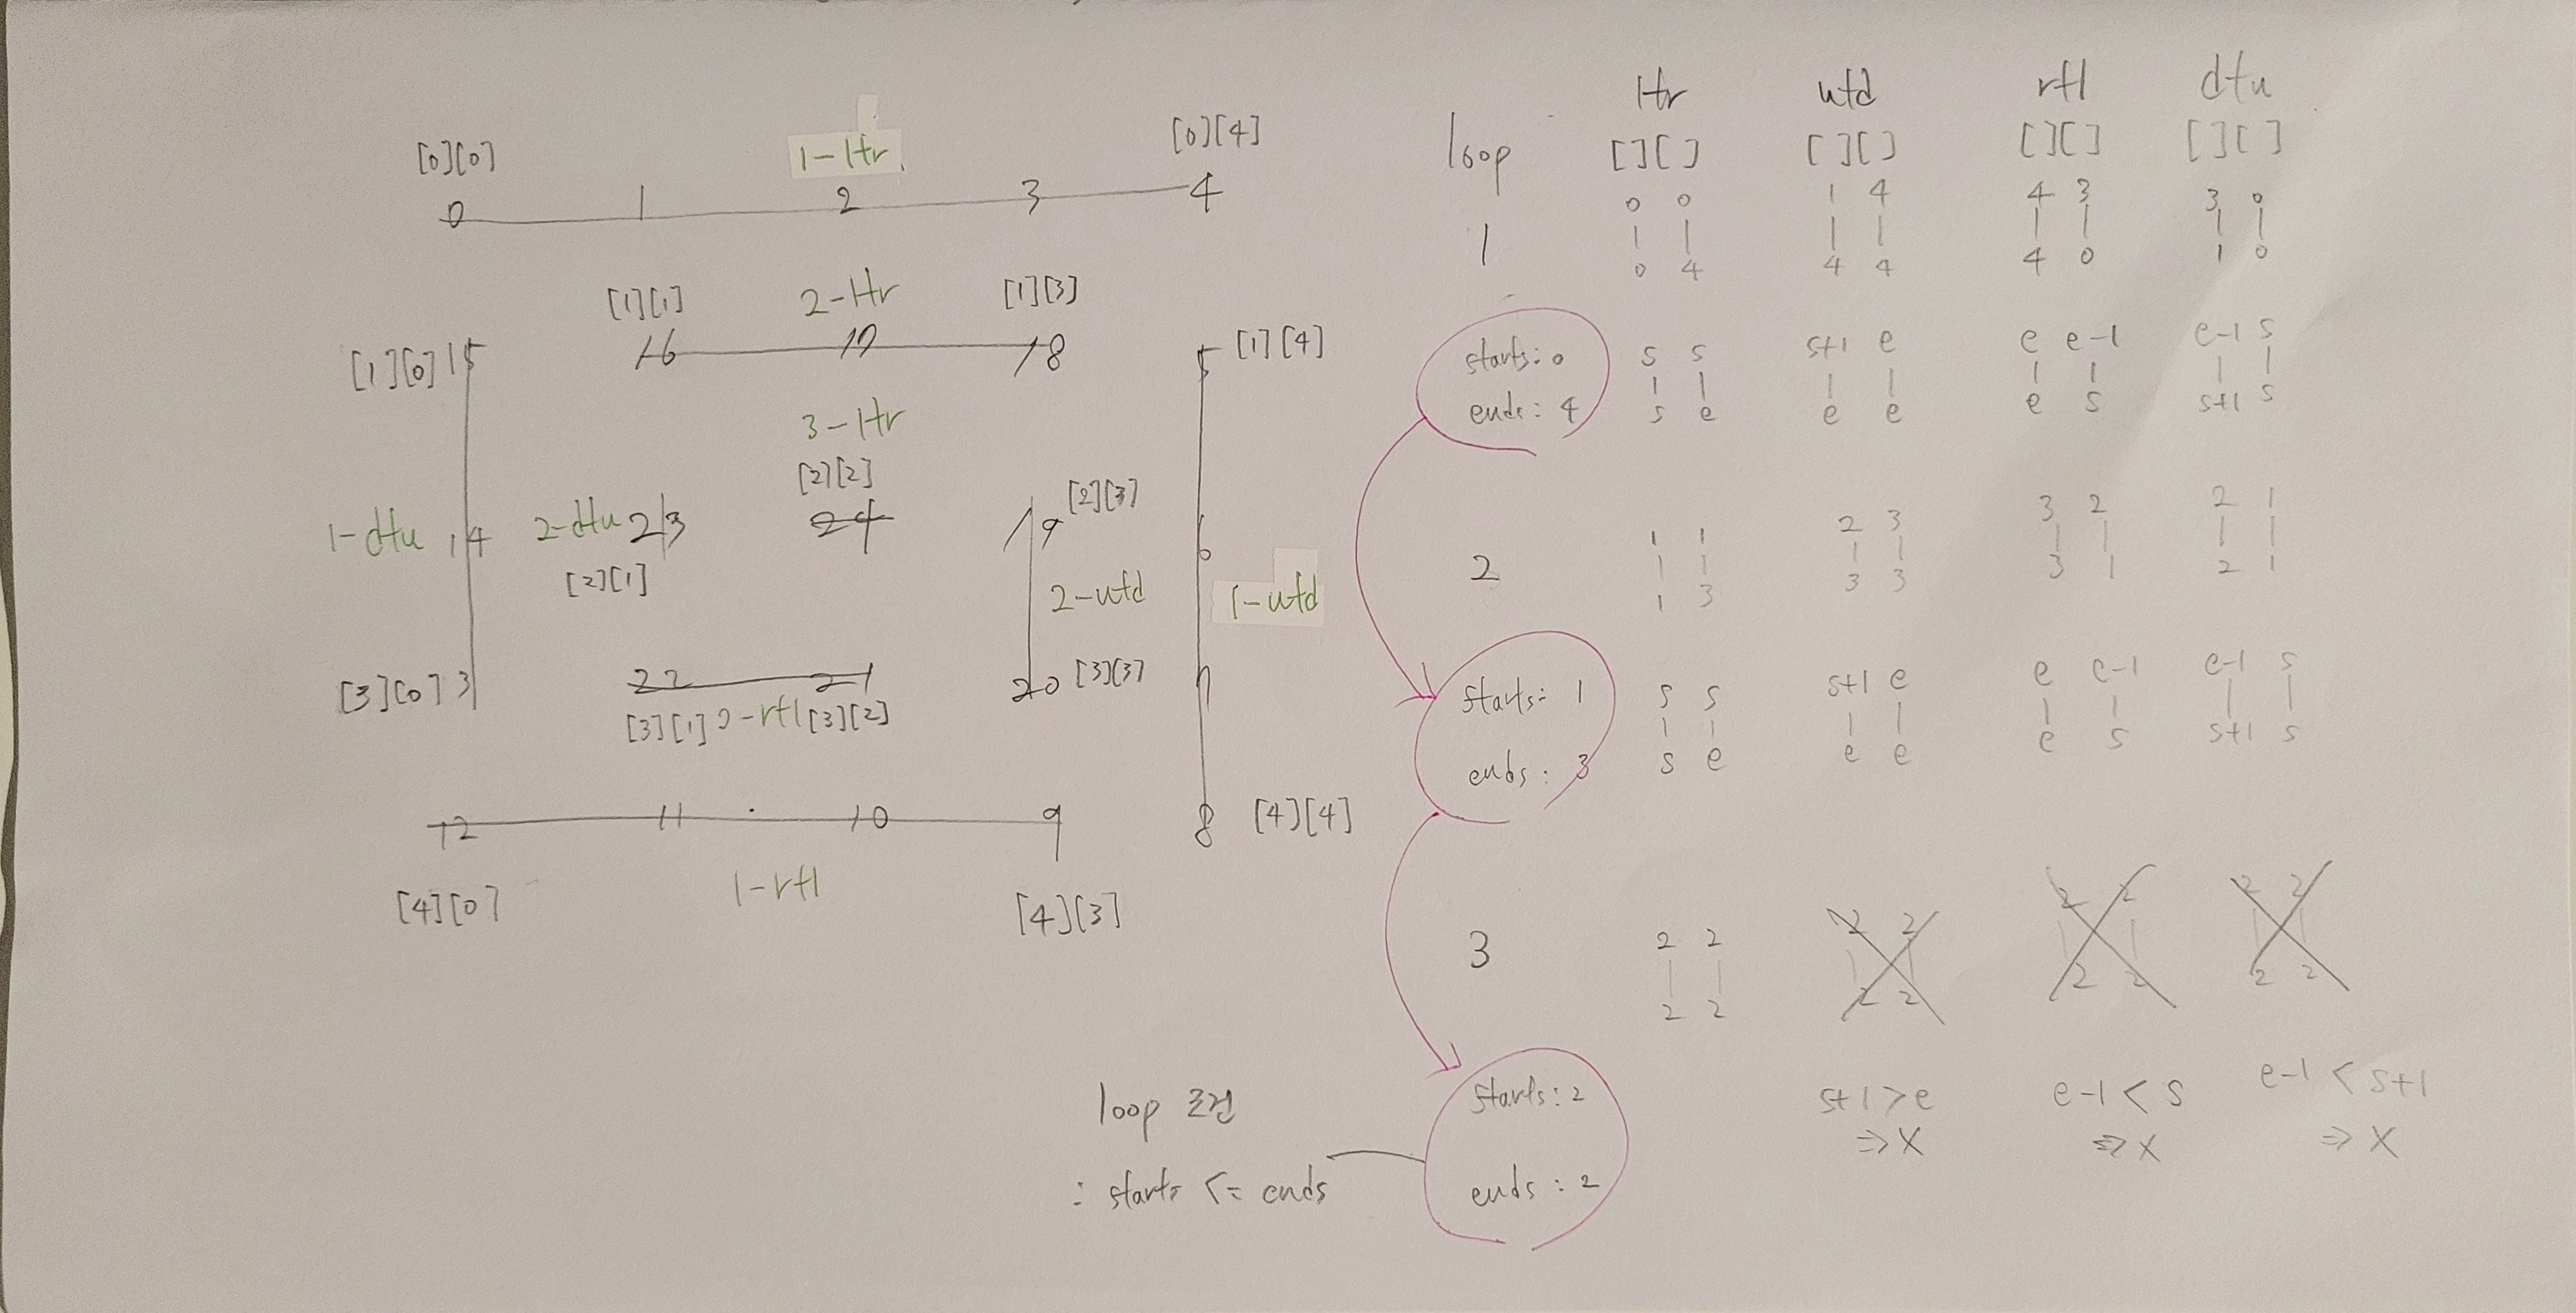 [0][0] 1-ltr [0][4]
0 1 2 3 4
[1][1] 2-ltr [1][3]
[1][0] 15 16 17 18 5 [1][4]
3-ltr
[2][2]
1-dtu 14 2-dtu 23 24 19 [2][3] 6
[2][1] 2-utd 1-utd
[3][0] 13 22 21 20 [3][3] 7
[3][1] 2-rtl [3][2]
12 11 10 9 8 [4][4]
[4][0] 1-rtl [4][3]
ltr utd rtl dtu
loop [][] [][] [][] [][]
0 0 1 4 4 3 3 0
1
0 4 4 4 4 0 1 0
starts: 0 s s s+1 e e e-1 e-1 s
ends: 4 s e e e e s s+1 s
1 1 2 3 3 2 2 1
2
1 3 3 3 3 1 2 1
starts: 1 s s s+1 e e e-1 e-1 s
ends: 3 s e e e e s s+1 s
2 2 2 2 2 2 2 2
3
2 2 2 2 2 2 2 2
loop 조건 starts: 2 s+1 > e e-1 < s e-1 < s+1
⇒ X ⇒ X ⇒ X
: starts <= ends ends: 2